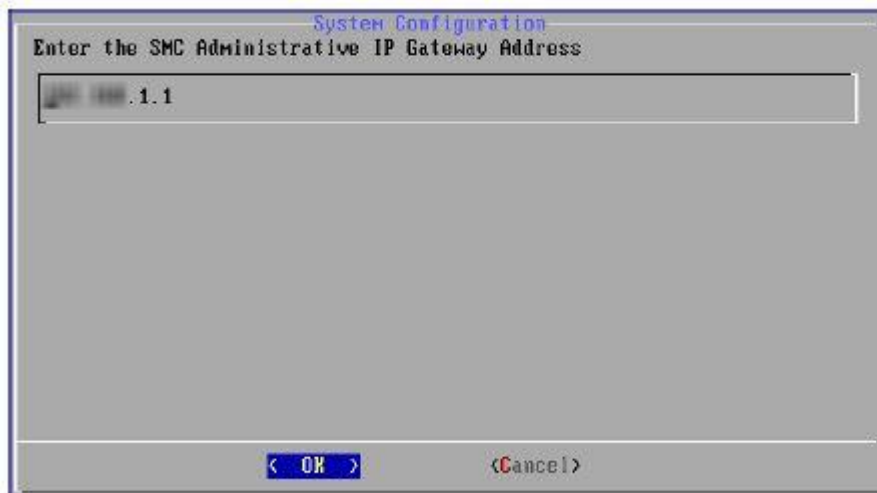 System Configuration
Enter the SMC Administrative IP Gateway Address
.1.1
< OK > <Cancel>